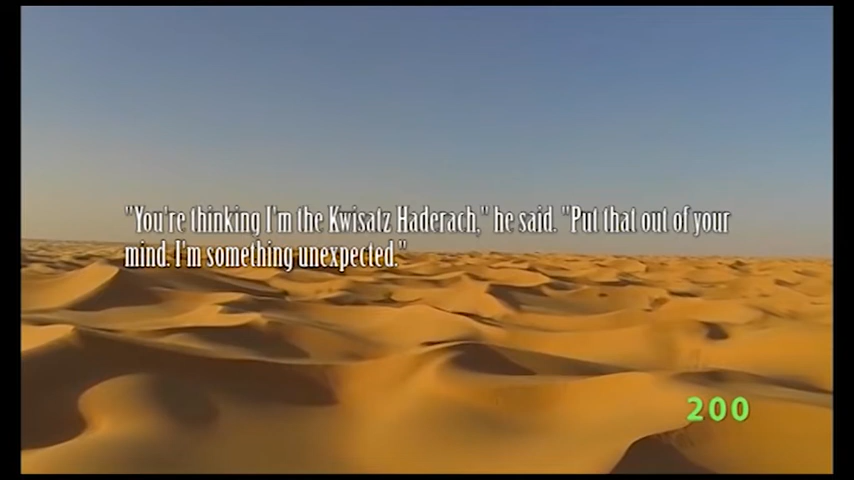 "You're thinking I'm the Kwisatz Haderach," he said. "Put that out of your
mind. I'm something unexpected."
200